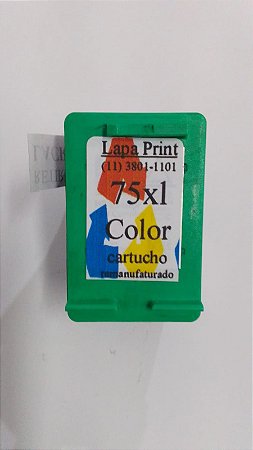 Lapa Print
(11) 3801-1101
75xl
Color
cartucho
remanufaturado